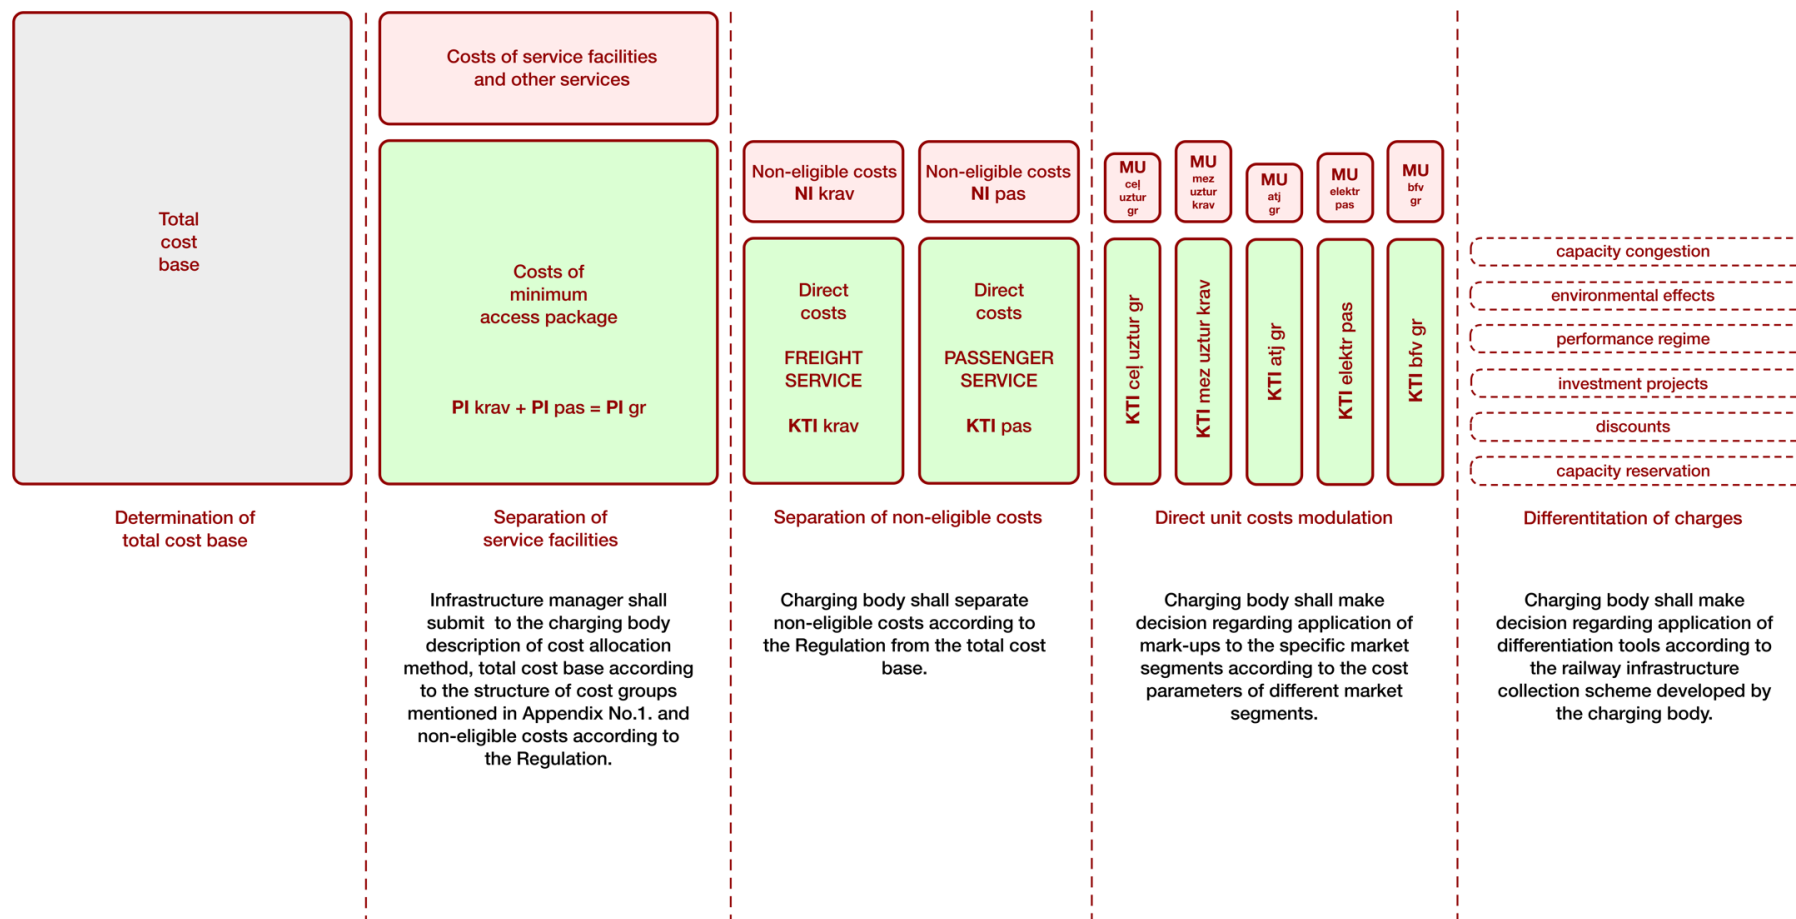 Total
cost
base
Determination of
total cost base
Costs of service facilities
and other services
Costs of
minimum
access package
PI krav + PI pas = PI gr
Separation of
service facilities
Infrastructure manager shall
submit  to the charging body
description of cost allocation
method, total cost base according
to the structure of cost groups
mentioned in Appendix No.1. and
non-eligible costs according to
the Regulation.
Non-eligible costs
NI krav
Non-eligible costs
NI pas
Direct
costs
FREIGHT
SERVICE
KTI krav
Direct
costs
PASSENGER
SERVICE
KTI pas
Separation of non-eligible costs
Charging body shall separate
non-eligible costs according to
the Regulation from the total cost
base.
MU
ceļ
uztur
gr
MU
mez
uztur
krav
MU
atj
gr
MU
elektr
pas
MU
bfv
gr
KTI ceļ uztur gr
KTI mez uztur krav
KTI atj gr
KTI elektr pas
KTI bfv gr
Direct unit costs modulation
Charging body shall make
decision regarding application of
mark-ups to the specific market
segments according to the cost
parameters of different market
segments.
capacity congestion
environmental effects
performance regime
investment projects
discounts
capacity reservation
Differentitation of charges
Charging body shall make
decision regarding application of
differentiation tools according to
the railway infrastructure
collection scheme developed by
the charging body.